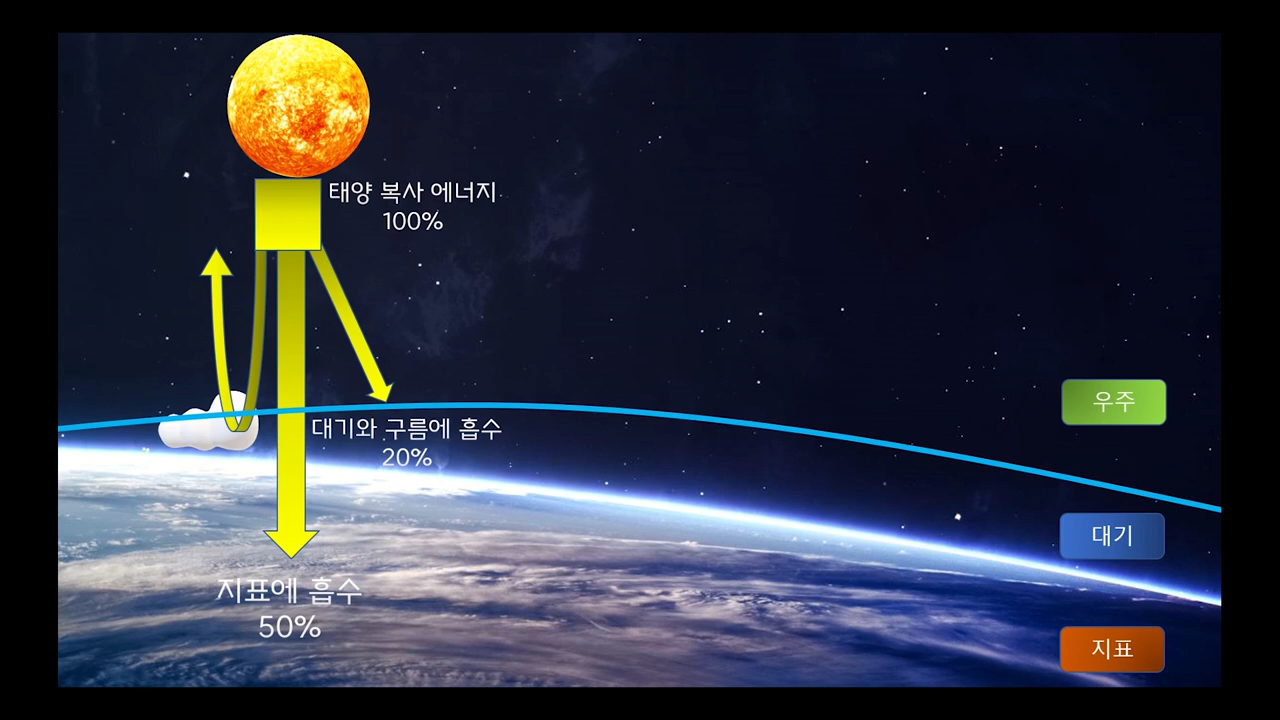 태양 복사 에너지
100%
우주
대기와 구름에 흡수
20%
대기
지표에 흡수
50%
지표